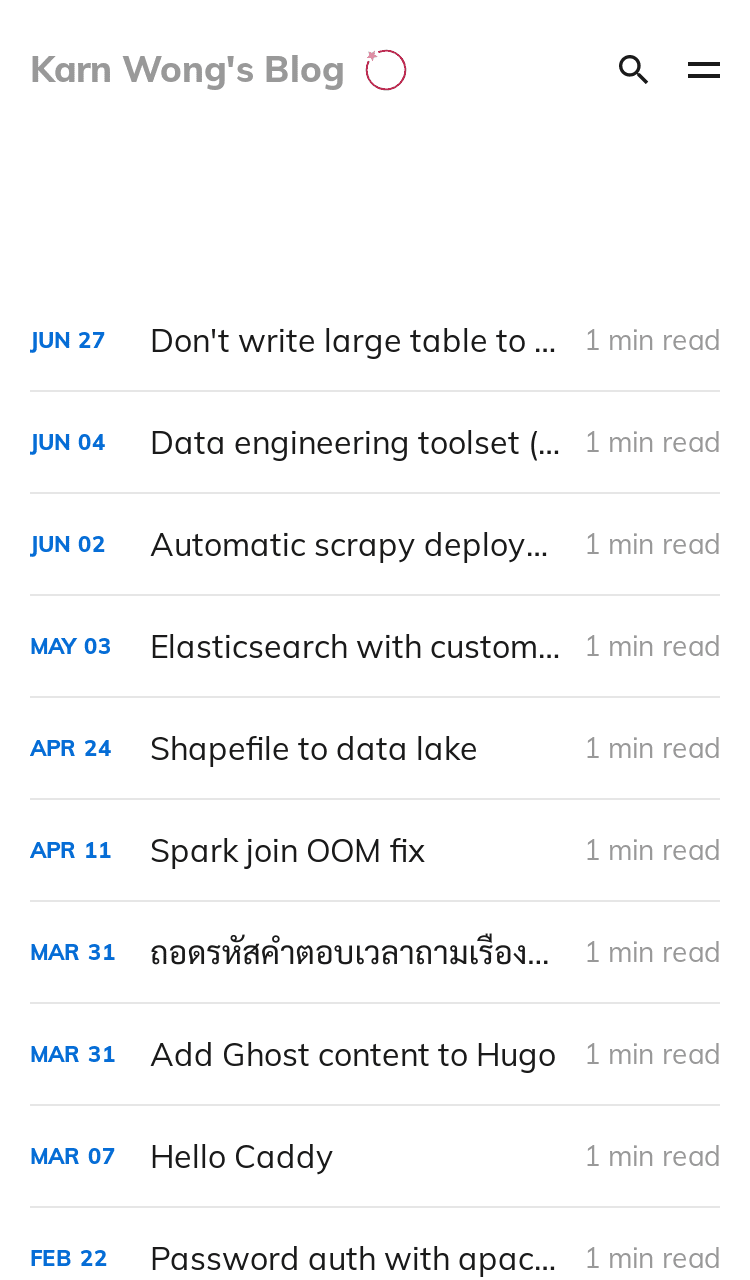 Karn Wong's Blog
JUN 27 Don't write large table to ... 1 min read
JUN 04 Data engineering toolset (... 1 min read
JUN 02 Automatic scrapy deploy... 1 min read
MAY 03 Elasticsearch with custom... 1 min read
APR 24 Shapefile to data lake 1 min read
APR 11 Spark join OOM fix 1 min read
MAR 31 ถอดรหัสคำตอบเวลาถามเรื่อง... 1 min read
MAR 31 Add Ghost content to Hugo 1 min read
MAR 07 Hello Caddy 1 min read
FEB 22 Password auth with apac... 1 min read